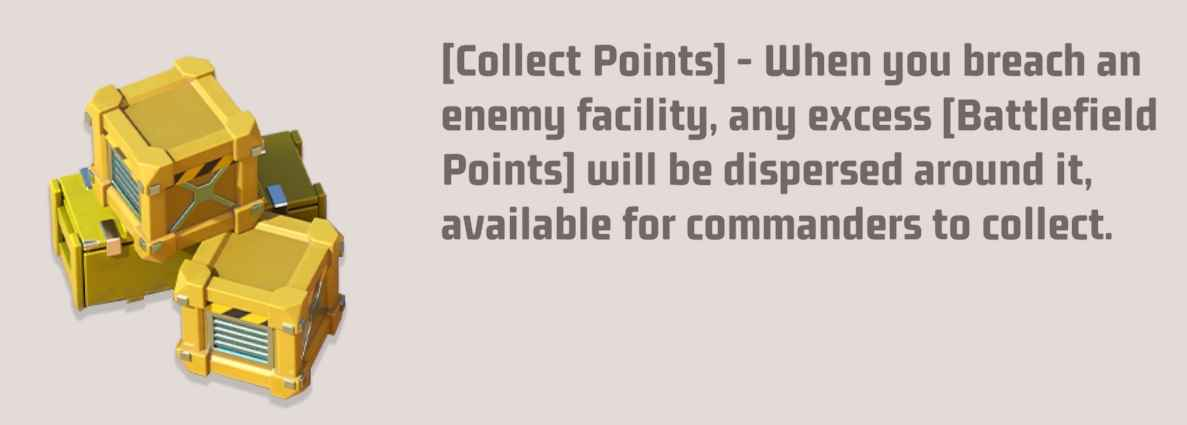 [Collect Points] - When you breach an
enemy facility, any excess [Battlefield
Points] will be dispersed around it,
available for commanders to collect.